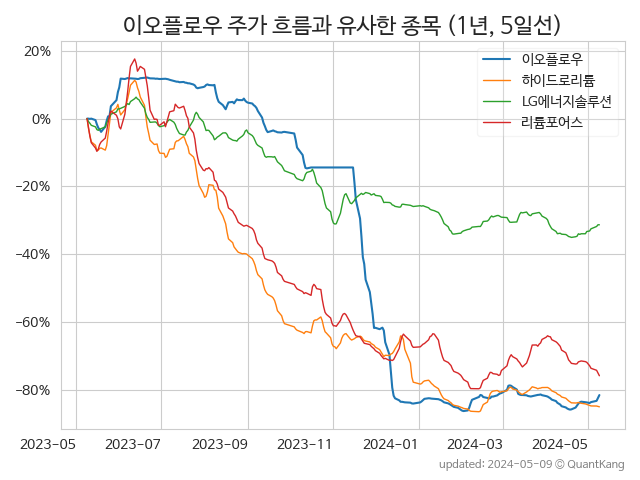 이오플로우 주가 흐름과 유사한 종목 (1년, 5일선)
이오플로우
하이드로리튬
LG에너지솔루션
리튬포어스
20%
0%
−20%
−40%
−60%
−80%
2023-05 2023-07 2023-09 2023-11 2024-01 2024-03 2024-05
updated: 2024-05-09 © QuantKang